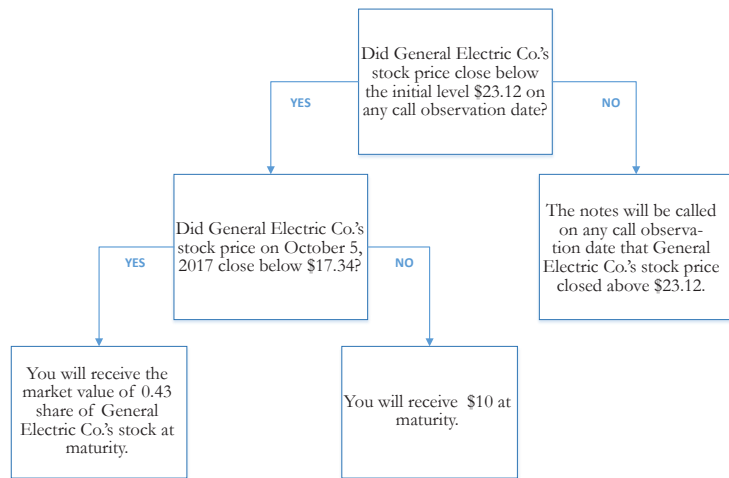 Did General Electric Co.'s
stock price close below
the initial level $23.12 on
any call observation date?
YES
NO
Did General Electric Co.'s
stock price on October 5,
2017 close below $17.34?
The notes will be called
on any call observa-
tion date that General
Electric Co.'s stock price
closed above $23.12.
YES
NO
You will receive the
market value of 0.43
share of General
Electric Co.'s stock at
maturity.
You will receive $10 at
maturity.